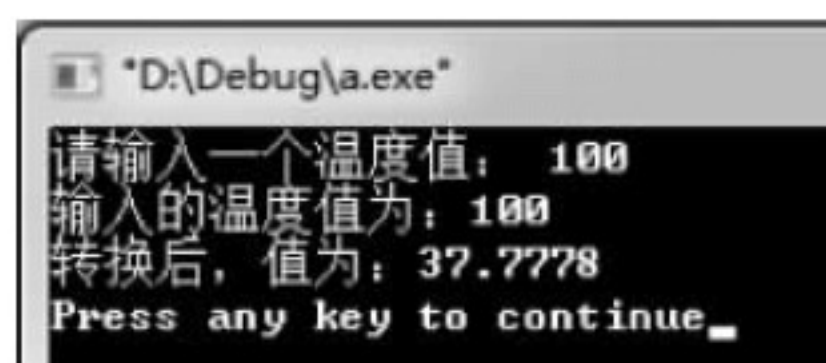 "D:\Debug\a.exe"
请输入一个温度值： 100
输入的温度值为：100
转换后，值为：37.7778
Press any key to continue